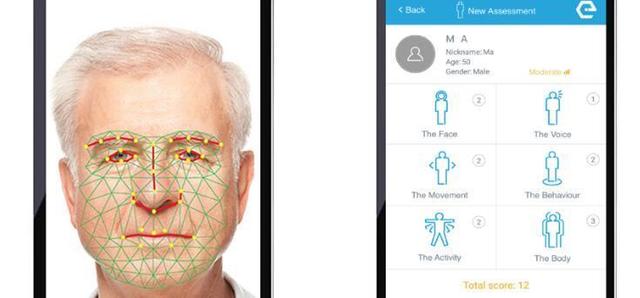 < Back
New Assessment
M A
Nickname: Ma
Age: 50
Gender: Male
Moderate
2
The Face
1
The Voice
2
The Movement
2
The Behaviour
2
The Activity
3
The Body
Total score: 12